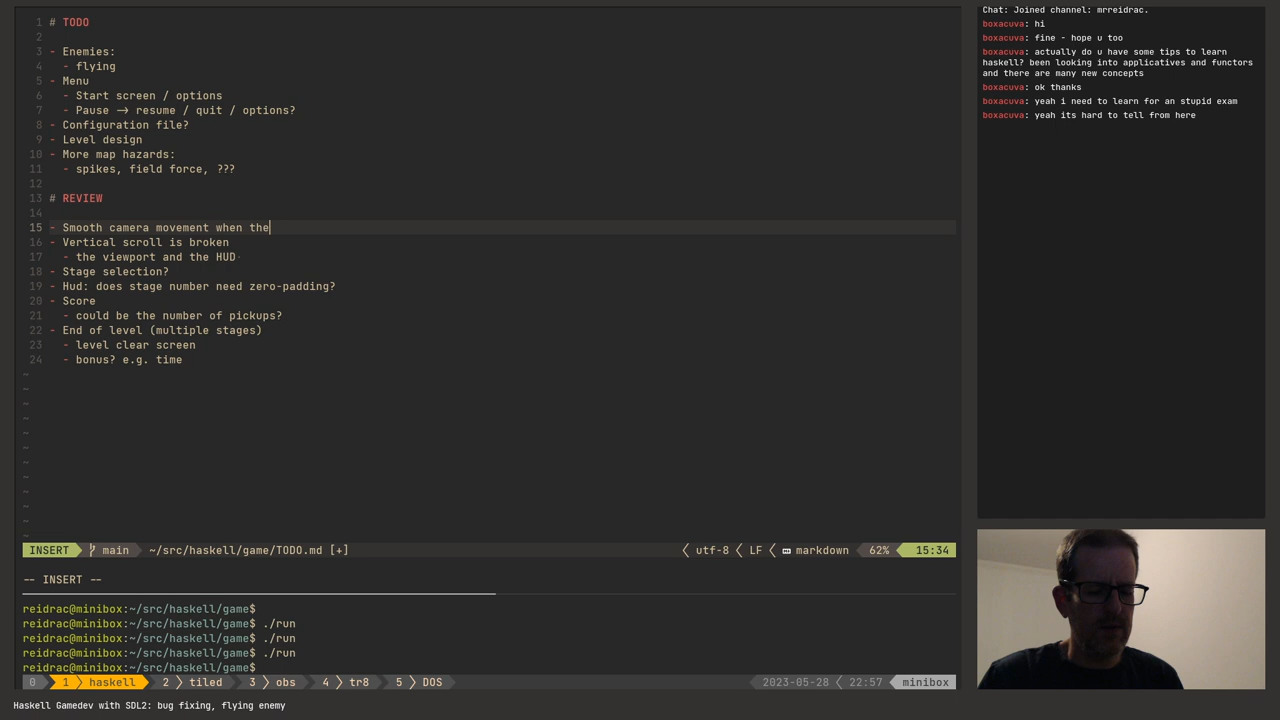 1 # TODO
2
3 - Enemies:
4 - flying
5 - Menu
6 - Start screen / options
7 - Pause → resume / quit / options?
8 - Configuration file?
9 - Level design
10 - More map hazards:
11 - spikes, field force, ???
12
13 # REVIEW
14
15 - Smooth camera movement when the
16 - Vertical scroll is broken
17 - the viewport and the HUD·
18 - Stage selection?
19 - Hud: does stage number need zero-padding?
20 - Score
21 - could be the number of pickups?
22 - End of level (multiple stages)
23 - level clear screen
24 - bonus? e.g. time
~
~
~
~
~
~
~
~
~
~
~
~
INSERT main ~/src/haskell/game/TODO.md [+] utf-8 LF markdown 62% 15:34
-- INSERT --
reidrac@minibox:~/src/haskell/game$
reidrac@minibox:~/src/haskell/game$ ./run
reidrac@minibox:~/src/haskell/game$ ./run
reidrac@minibox:~/src/haskell/game$ ./run
reidrac@minibox:~/src/haskell/game$
0 1 haskell 2 tiled 3 obs 4 tr8 5 DOS 2023-05-28 22:57 minibox
Haskell Gamedev with SDL2: bug fixing, flying enemy
Chat: Joined channel: mrreidrac.
boxacuva: hi
boxacuva: fine - hope u too
boxacuva: actually do u have some tips to learn
haskell? been looking into applicatives and functors
and there are many new concepts
boxacuva: ok thanks
boxacuva: yeah i need to learn for an stupid exam
boxacuva: yeah its hard to tell from here